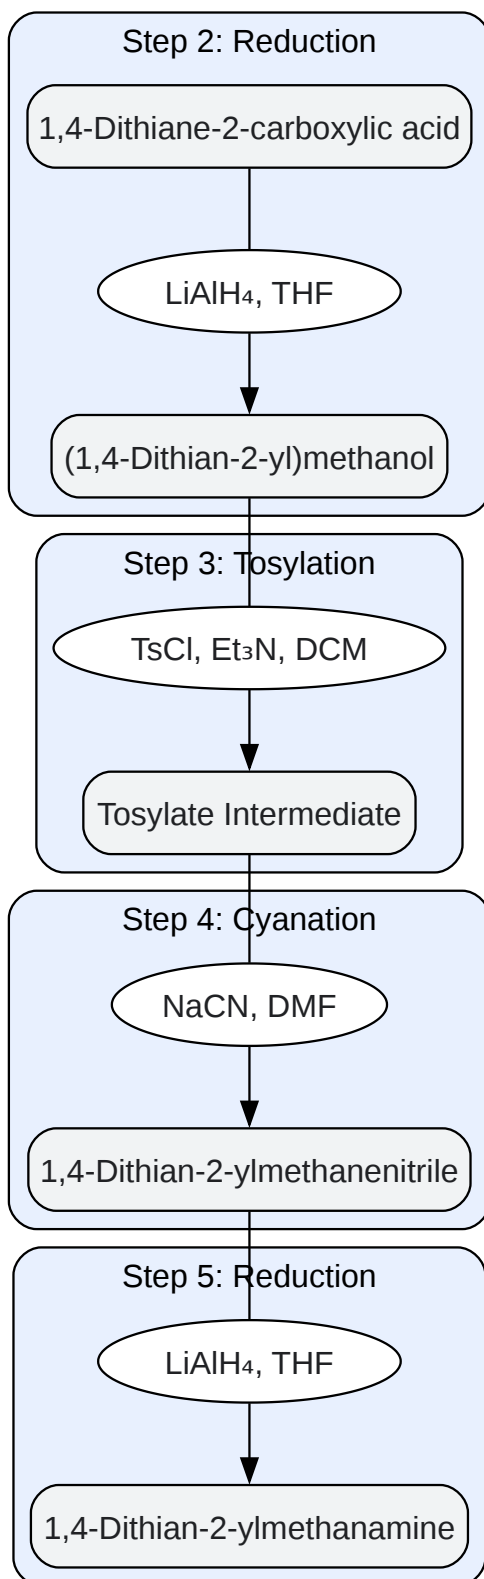 Step 2: Reduction
1,4-Dithiane-2-carboxylic acid
LiAlH₄, THF
(1,4-Dithian-2-yl)methanol
Step 3: Tosylation
TsCl, Et₃N, DCM
Tosylate Intermediate
Step 4: Cyanation
NaCN, DMF
1,4-Dithian-2-ylmethanenitrile
Step 5: Reduction
LiAlH₄, THF
1,4-Dithian-2-ylmethanamine